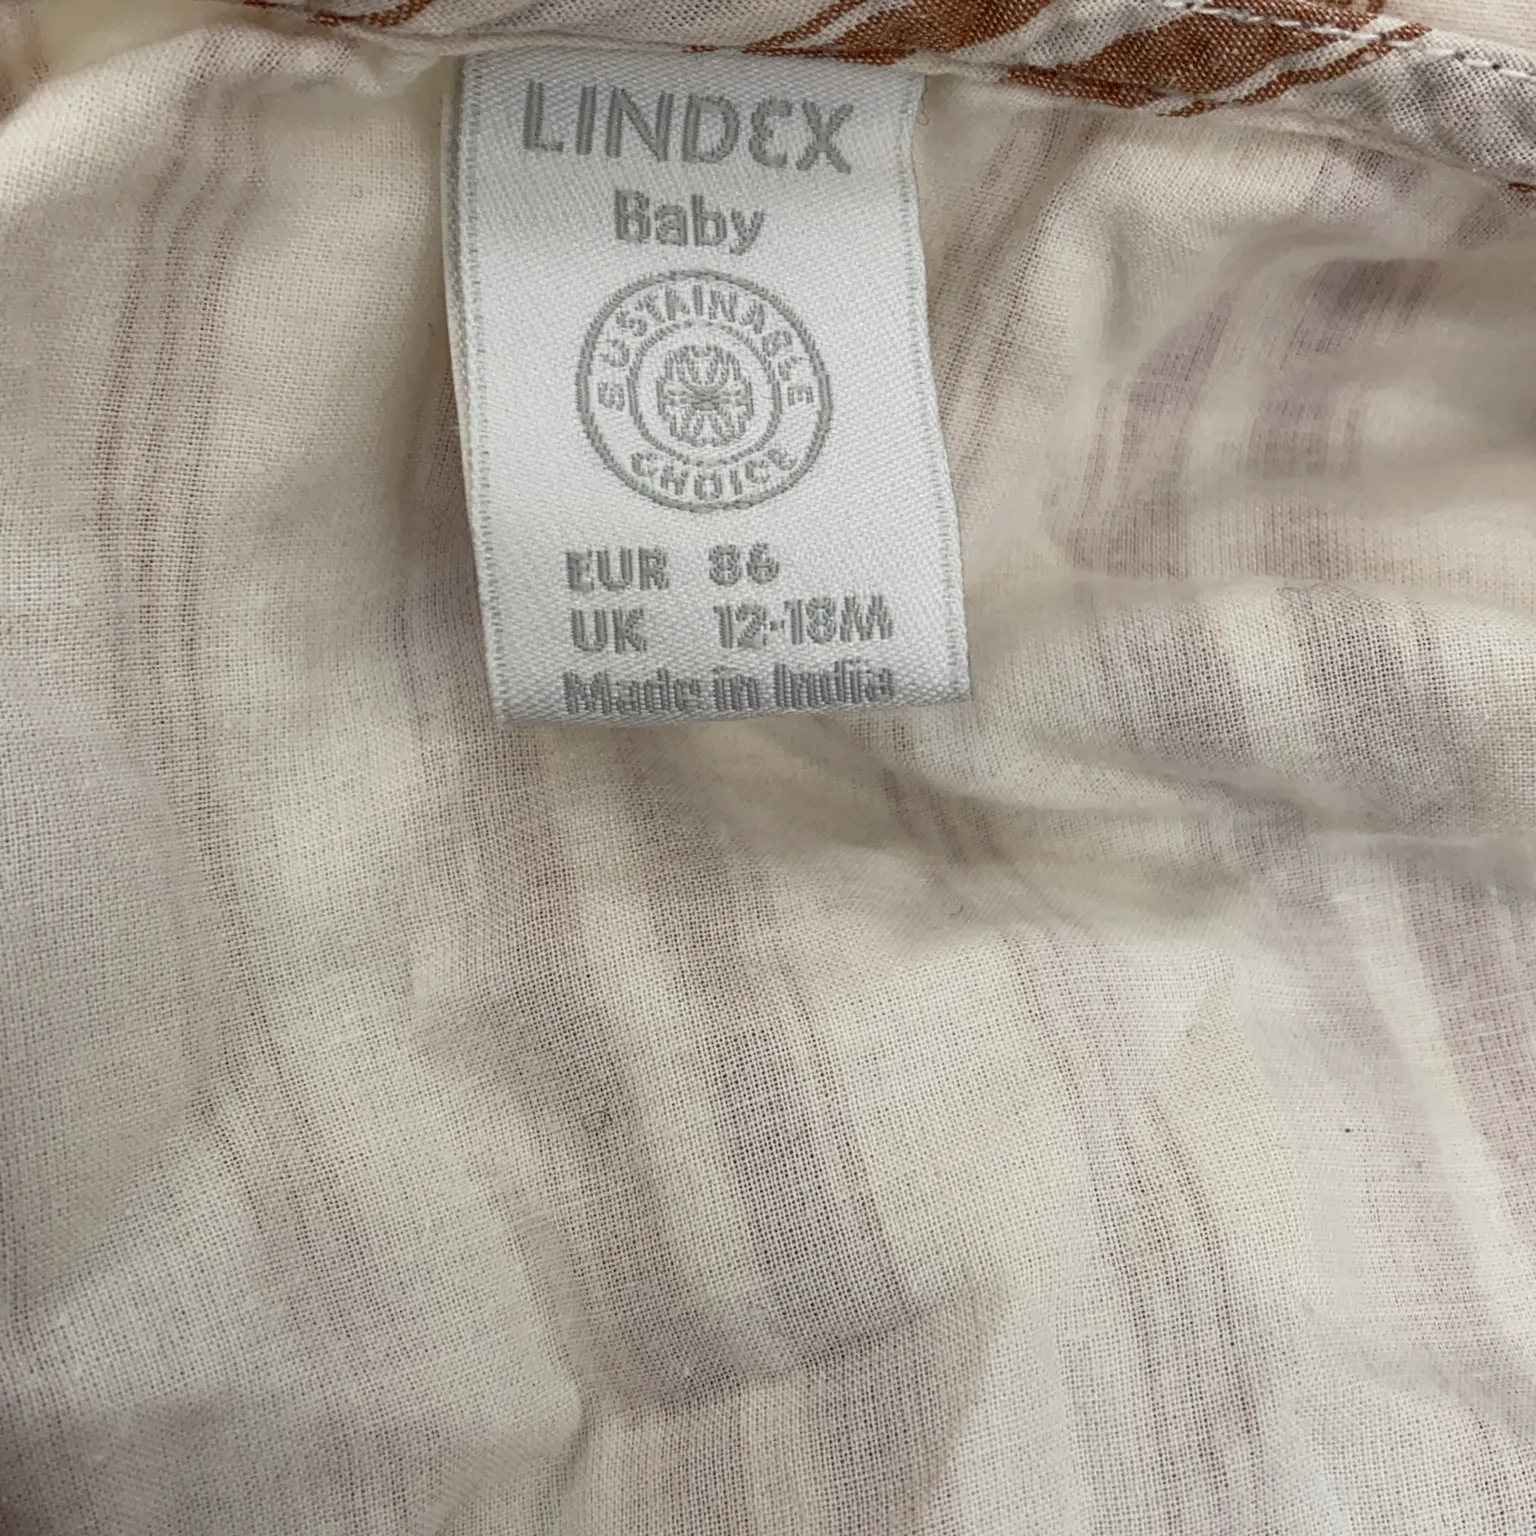 LINDEX
Baby
SUSTAINABLE
CHOICE
EUR 86
UK 12-18M
Made in India